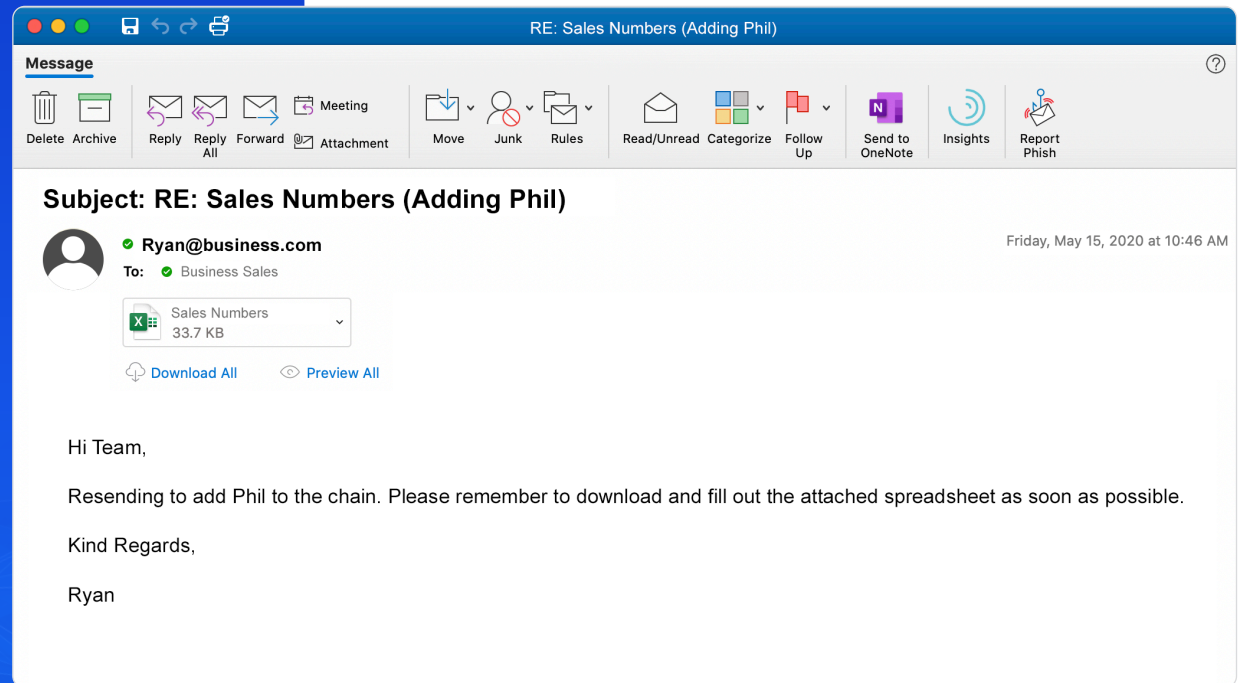 RE: Sales Numbers (Adding Phil)
Message
?
Delete Archive Reply Reply All Forward Meeting Attachment Move Junk Rules Read/Unread Categorize Follow Up N Send to OneNote Insights Report Phish
Subject: RE: Sales Numbers (Adding Phil)
Ryan@business.com
Friday, May 15, 2020 at 10:46 AM
To: Business Sales
X
Sales Numbers
33.7 KB
Download All Preview All
Hi Team,
Resending to add Phil to the chain. Please remember to download and fill out the attached spreadsheet as soon as possible.
Kind Regards,
Ryan